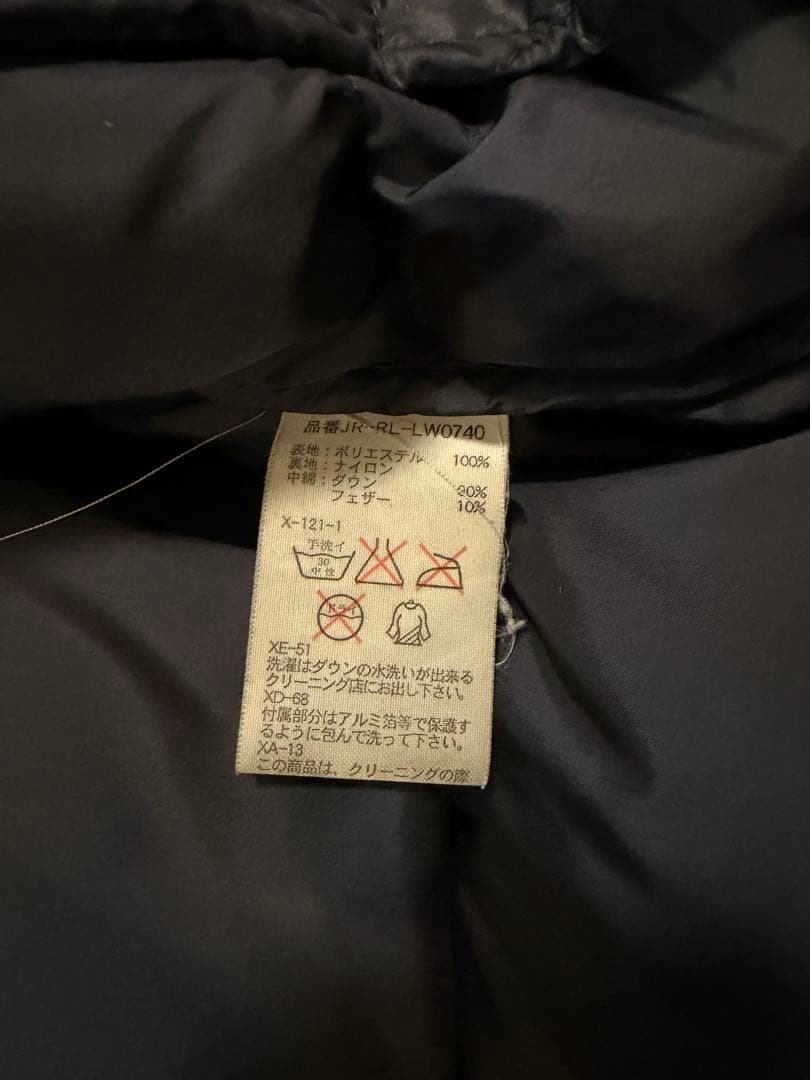 品番JR-RL-LW0740
表地：ポリエステル 100%
裏地：ナイロン
中綿：ダウン 90%
フェザー 10%
X-121-1
手洗イ
30
中性
ドライ
XE-51
洗濯はダウンの水洗いが出来る
クリーニング店にお出し下さい。
XD-68
付属部分はアルミ箔等で保護す
るように包んで洗って下さい。
XA-13
この商品は、クリーニングの際